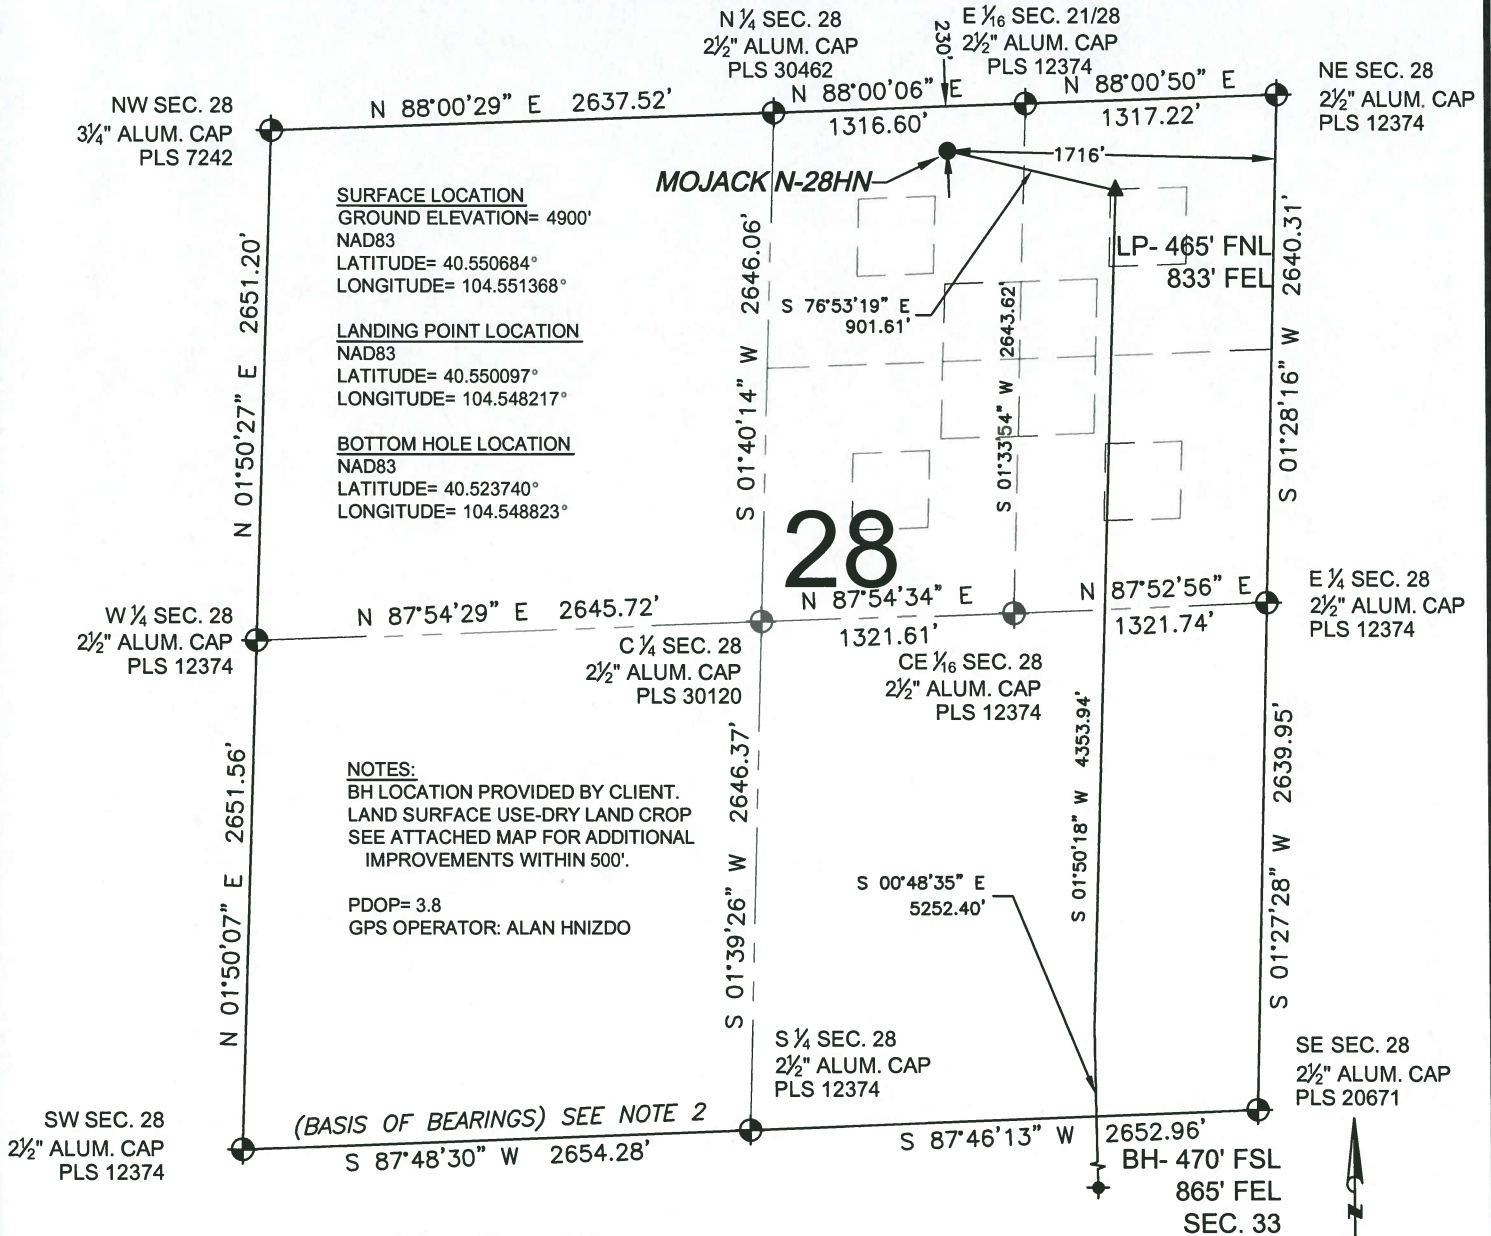 N ¼ SEC. 28
2½" ALUM. CAP
PLS 30462
230'
E 1/16 SEC. 21/28
2½" ALUM. CAP
PLS 12374
NE SEC. 28
2½" ALUM. CAP
PLS 12374
NW SEC. 28
3¼" ALUM. CAP
PLS 7242
N 88°00'29" E 2637.52'
N 88°00'06" E
1316.60'
N 88°00'50" E
1317.22'
1716'
MOJACK N-28HN
SURFACE LOCATION
GROUND ELEVATION= 4900'
NAD83
LATITUDE= 40.550684°
LONGITUDE= 104.551368°
LANDING POINT LOCATION
NAD83
LATITUDE= 40.550097°
LONGITUDE= 104.548217°
BOTTOM HOLE LOCATION
NAD83
LATITUDE= 40.523740°
LONGITUDE= 104.548823°
N 01°50'27" E 2651.20'
S 01°40'14" W 2646.06'
S 76°53'19" E
901.61'
S 01°33'54" W 2643.62'
LP- 465' FNL
833' FEL
S 01°28'16" W 2640.31'
28
W ¼ SEC. 28
2½" ALUM. CAP
PLS 12374
N 87°54'29" E 2645.72'
N 87°54'34" E
1321.61'
N 87°52'56" E
1321.74'
E ¼ SEC. 28
2½" ALUM. CAP
PLS 12374
C ¼ SEC. 28
2½" ALUM. CAP
PLS 30120
CE 1/16 SEC. 28
2½" ALUM. CAP
PLS 12374
NOTES:
BH LOCATION PROVIDED BY CLIENT.
LAND SURFACE USE-DRY LAND CROP
SEE ATTACHED MAP FOR ADDITIONAL
IMPROVEMENTS WITHIN 500'.
PDOP= 3.8
GPS OPERATOR: ALAN HNIZDO
N 01°50'07" E 2651.56'
S 01°39'26" W 2646.37'
S 01°50'18" W 4353.94'
S 00°48'35" E
5252.40'
S 01°27'28" W 2639.95'
S ¼ SEC. 28
2½" ALUM. CAP
PLS 12374
SE SEC. 28
2½" ALUM. CAP
PLS 20671
SW SEC. 28
2½" ALUM. CAP
PLS 12374
(BASIS OF BEARINGS) SEE NOTE 2
S 87°48'30" W 2654.28'
S 87°46'13" W 2652.96'
BH- 470' FSL
865' FEL
SEC. 33
N